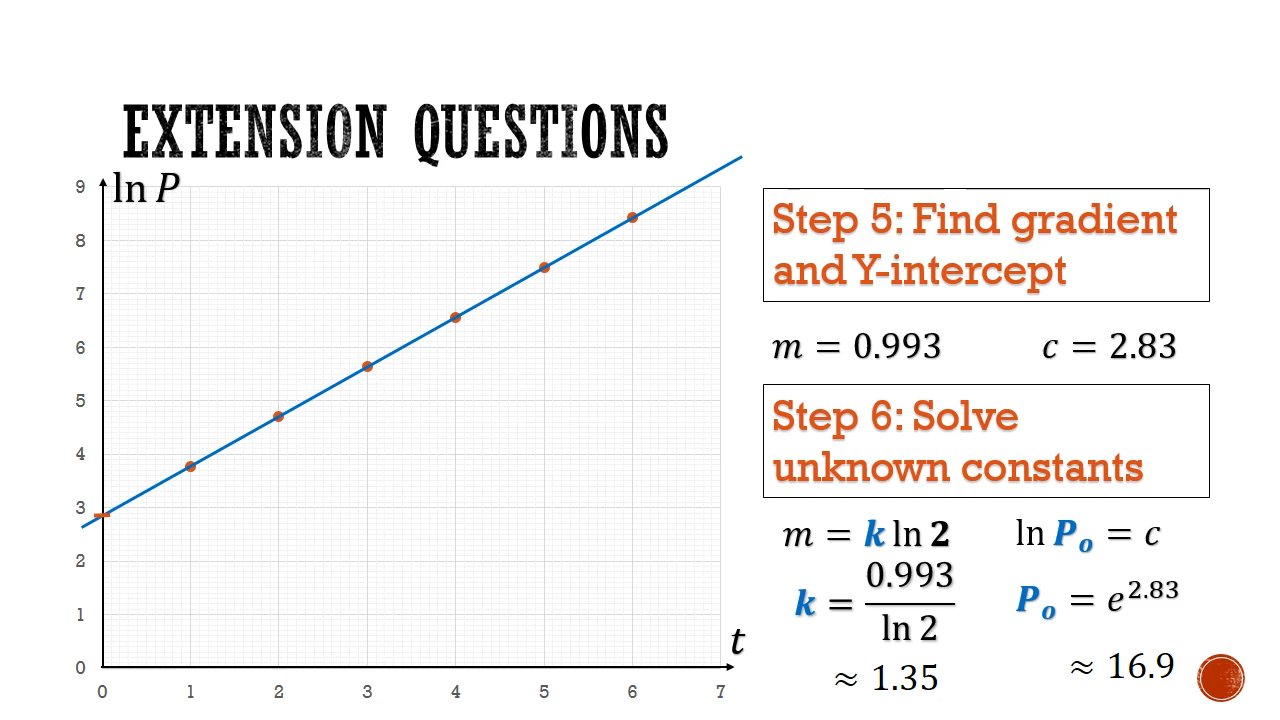 EXTENSION QUESTIONS
ln P
9
8
7
6
5
4
3
2
1
0
0 1 2 3 4 5 6 7
t
Step 5: Find gradient
and Y-intercept
m = 0.993 c = 2.83
Step 6: Solve
unknown constants
m = k ln 2 ln Pₒ = c
k = 0.993 / ln 2 Pₒ = e^2.83
≈ 1.35 ≈ 16.9